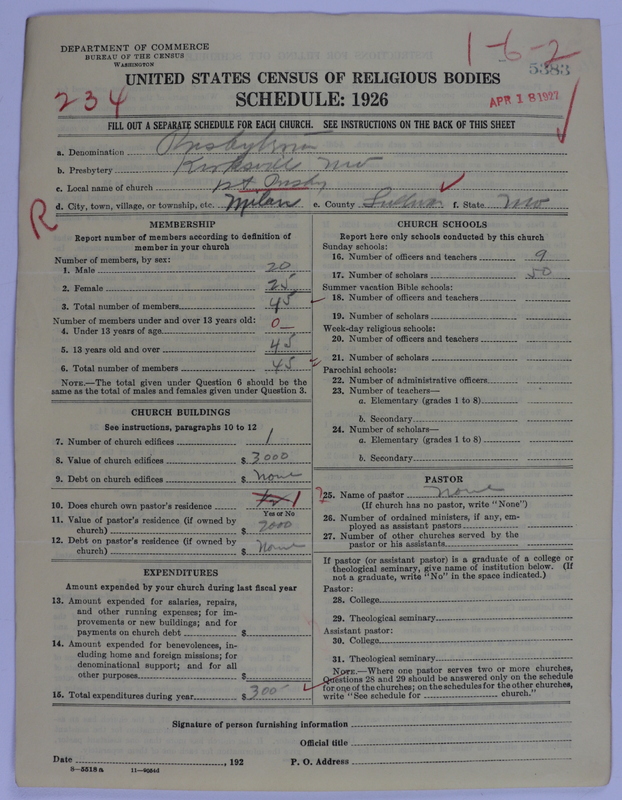 DEPARTMENT OF COMMERCE
BUREAU OF THE CENSUS
WASHINGTON
1-6-2
5383
UNITED STATES CENSUS OF RELIGIOUS BODIES
234
SCHEDULE: 1926
APR 18 1927
FILL OUT A SEPARATE SCHEDULE FOR EACH CHURCH. SEE INSTRUCTIONS ON THE BACK OF THIS SHEET
a. Denomination Presbyterian
b. Presbytery Kirksville Mo
c. Local name of church 1st Presby
d. City, town, village, or township, etc. Milan e. County Sullivan f. State Mo
R
MEMBERSHIP
Report number of members according to definition of
member in your church
Number of members, by sex:
1. Male 20
2. Female 25
3. Total number of members 45
Number of members under and over 13 years old:
4. Under 13 years of age 0
5. 13 years old and over 45
6. Total number of members 45
NOTE.—The total given under Question 6 should be the
same as the total of males and females given under Question 3.
CHURCH BUILDINGS
See instructions, paragraphs 10 to 12
7. Number of church edifices 1
8. Value of church edifices $ 3000
9. Debt on church edifices $ None
10. Does church own pastor's residence 1
Yes or No
11. Value of pastor's residence (if owned by
church) $ 2000
12. Debt on pastor's residence (if owned by
church) $ None
EXPENDITURES
Amount expended by your church during last fiscal year
13. Amount expended for salaries, repairs,
and other running expenses; for im-
provements or new buildings; and for
payments on church debt $
14. Amount expended for benevolences, in-
cluding home and foreign missions; for
denominational support; and for all
other purposes $
15. Total expenditures during year $ 300
CHURCH SCHOOLS
Report here only schools conducted by this church
Sunday schools:
16. Number of officers and teachers 9
17. Number of scholars 50
Summer vacation Bible schools:
18. Number of officers and teachers
19. Number of scholars
Week-day religious schools:
20. Number of officers and teachers
21. Number of scholars
Parochial schools:
22. Number of administrative officers
23. Number of teachers—
a. Elementary (grades 1 to 8)
b. Secondary
24. Number of scholars—
a. Elementary (grades 1 to 8)
b. Secondary
PASTOR
?
25. Name of pastor None
(If church has no pastor, write "None")
26. Number of ordained ministers, if any, em-
ployed as assistant pastors
27. Number of other churches served by the
pastor or his assistants
If pastor (or assistant pastor) is a graduate of a college or
theological seminary, give name of institution below. (If
not a graduate, write "No" in the space indicated.)
Pastor:
28. College
29. Theological seminary
Assistant pastor:
30. College
31. Theological seminary
NOTE.—Where one pastor serves two or more churches,
Questions 28 and 29 should be answered only on the schedule
for one of the churches; on the schedules for the other churches,
write "See schedule for church."
Signature of person furnishing information
Official title
Date , 192 P. O. Address
8-5518a 11-9054d